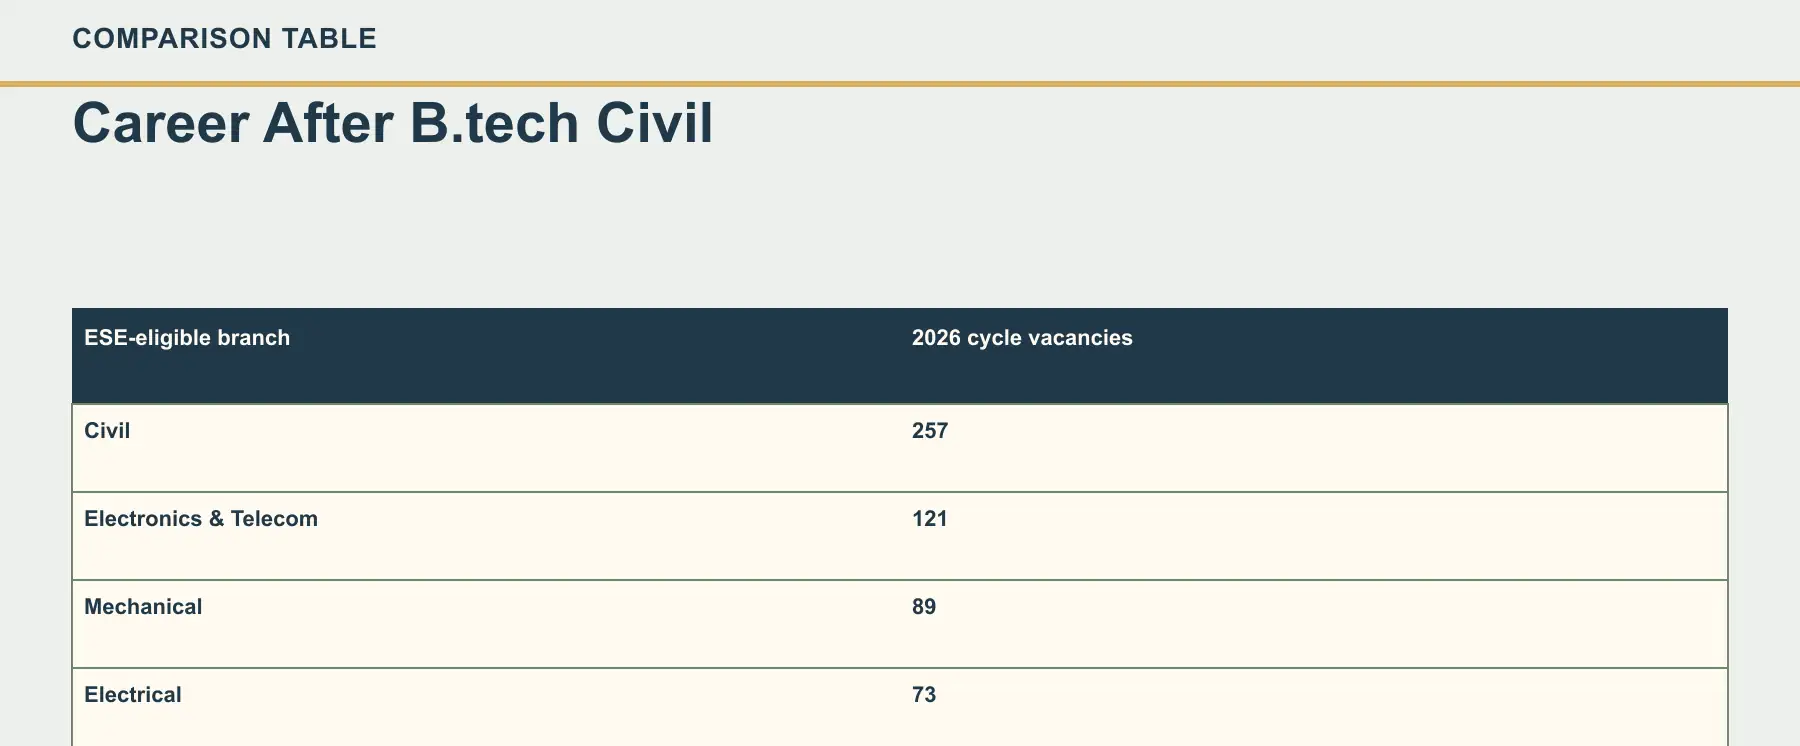 COMPARISON TABLE
Career After B.tech Civil
ESE-eligible branch 2026 cycle vacancies
Civil 257
Electronics & Telecom 121
Mechanical 89
Electrical 73